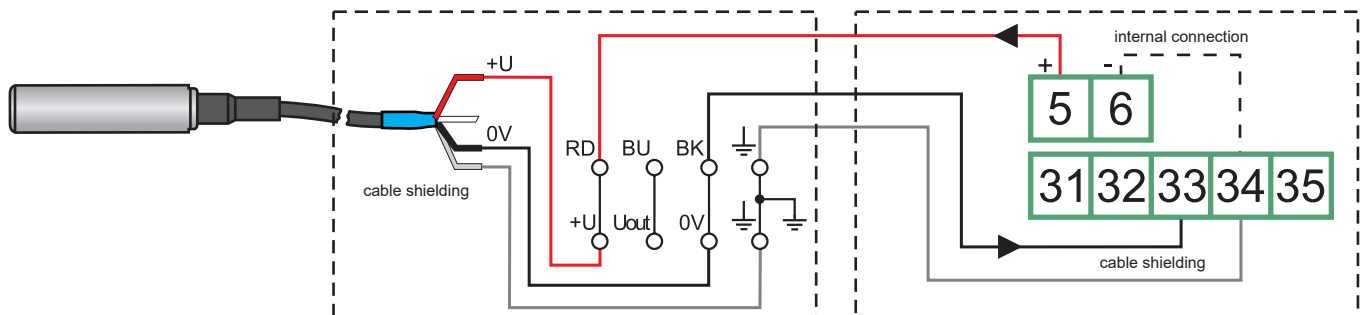 internal connection
+U
+ -
5 6
0V
RD BU BK
31 32 33 34 35
cable shielding
+U Uout 0V
cable shielding